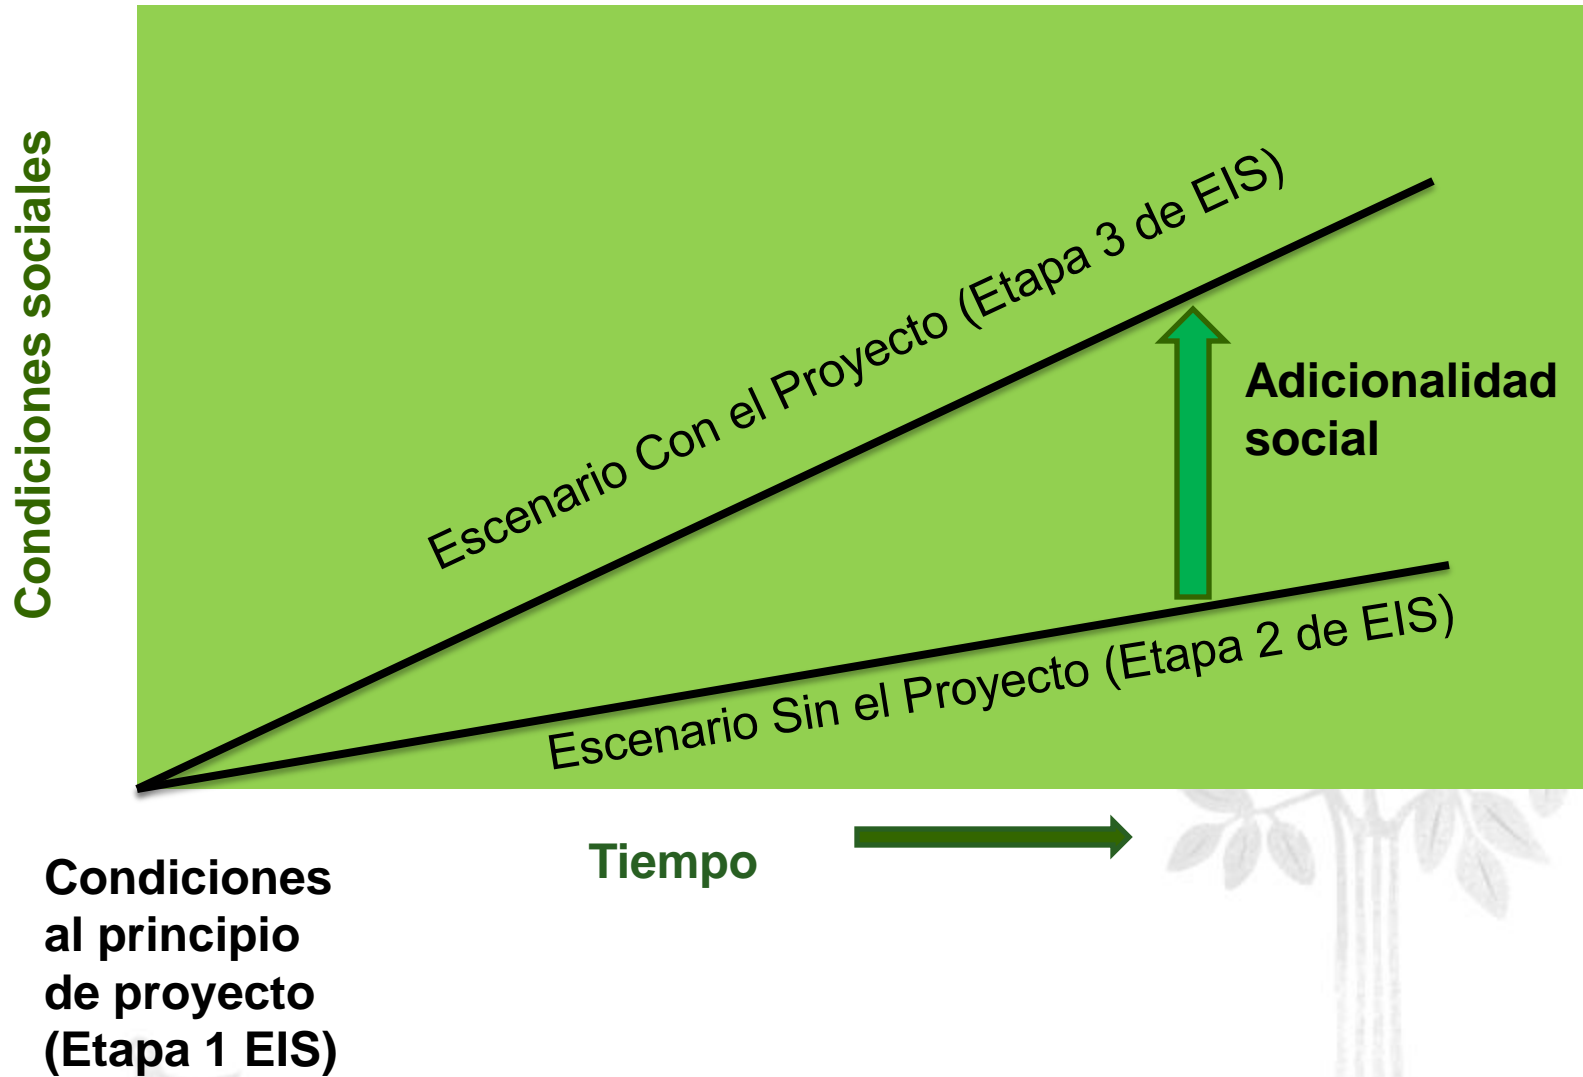 Condiciones sociales
Escenario Con el Proyecto (Etapa 3 de EIS)
Adicionalidad
social
Escenario Sin el Proyecto (Etapa 2 de EIS)
Tiempo
Condiciones
al principio
de proyecto
(Etapa 1 EIS)